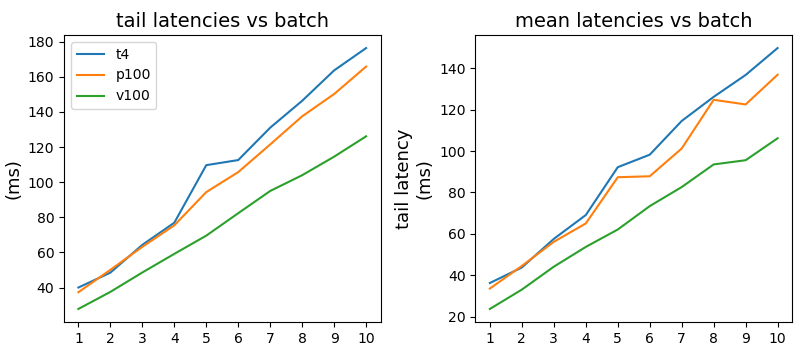 tail latencies vs batch
180
160
140
120
100
80
60
40
(ms)
t4
p100
v100
1 2 3 4 5 6 7 8 9 10
mean latencies vs batch
140
120
100
80
60
40
20
tail latency
(ms)
1 2 3 4 5 6 7 8 9 10